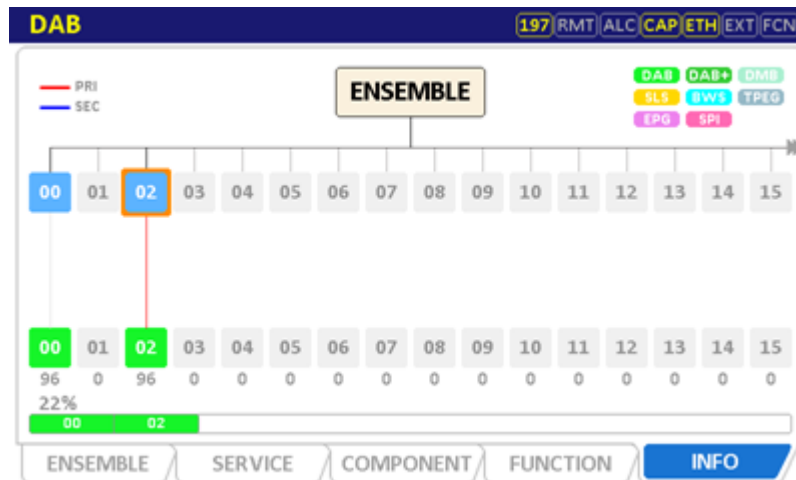 DAB 197 RMT ALC CAP ETH EXT FCN
PRI
SEC
ENSEMBLE
DAB DAB+ DMB
SLS BWS TPEG
EPG SPI
00 01 02 03 04 05 06 07 08 09 10 11 12 13 14 15
00 01 02 03 04 05 06 07 08 09 10 11 12 13 14 15
96 0 96 0 0 0 0 0 0 0 0 0 0 0 0 0
22%
00 02
ENSEMBLE SERVICE COMPONENT FUNCTION INFO